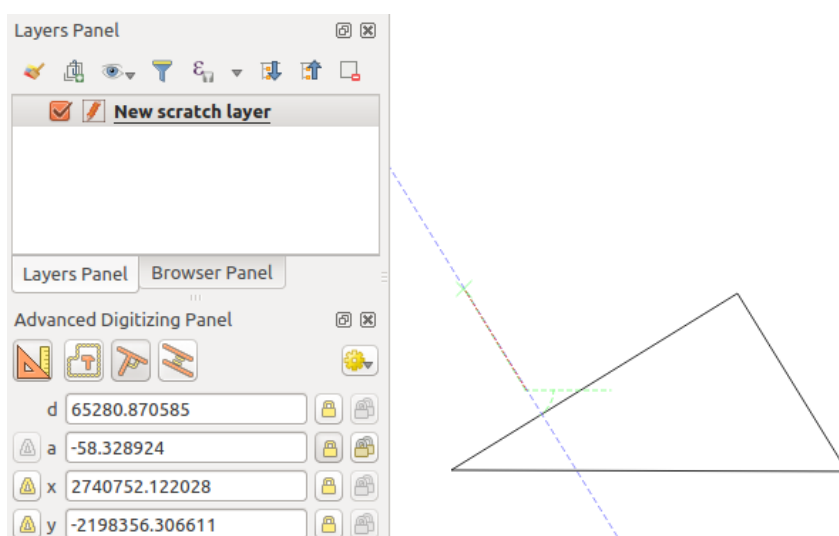 Layers Panel
New scratch layer
Layers Panel Browser Panel
Advanced Digitizing Panel
d 65280.870585
a -58.328924
x 2740752.122028
y -2198356.306611